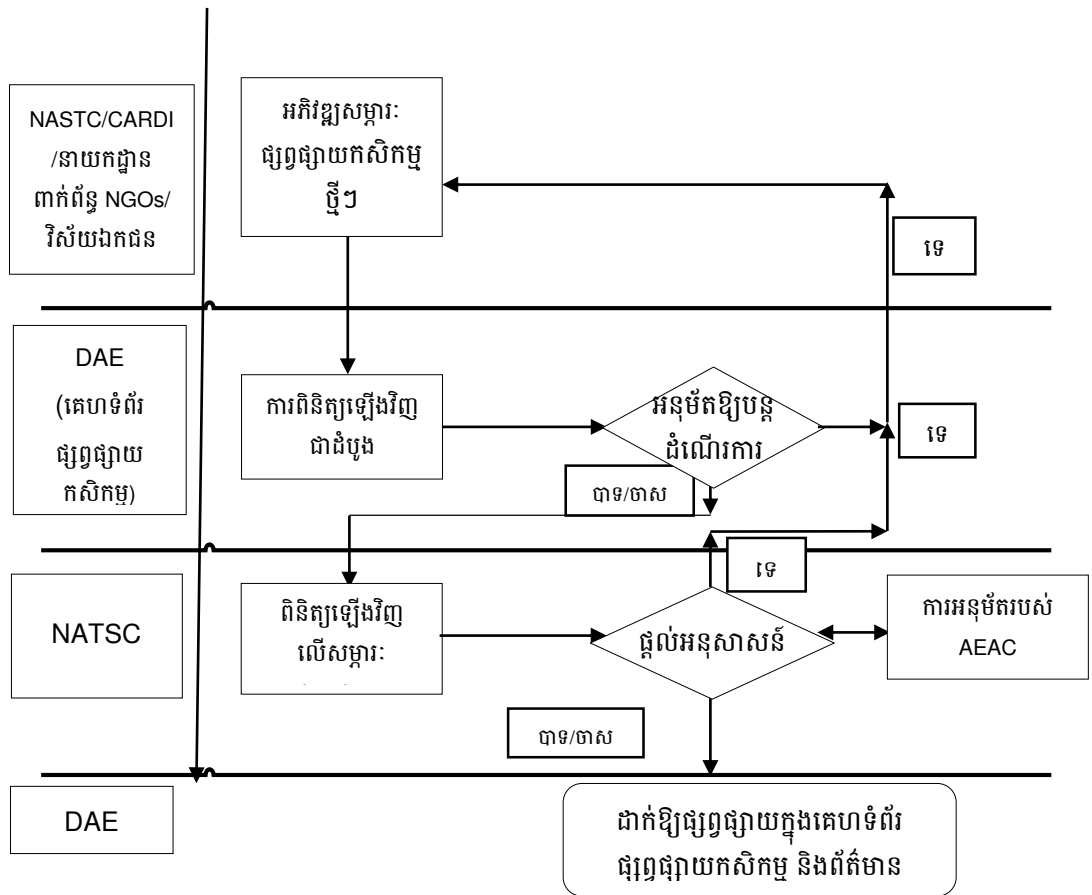 NASTC/CARDI
/នាយកដ្ឋាន
ពាក់ព័ន្ធ NGOs/
វិស័យឯកជន
អភិវឌ្ឍសម្ភារៈ
ផ្សព្វផ្សាយកសិកម្ម
ថ្មីៗ
ទេ
DAE
(គេហទំព័រ
ផ្សព្វផ្សាយ
កសិកម្ម)
ការពិនិត្យឡើងវិញ
ជាដំបូង
អនុម័តឱ្យបន្ត
ដំណើរការ
ទេ
បាទ/ចាស
NATSC
ពិនិត្យឡើងវិញ
លើសម្ភារៈ
ទេ
ផ្តល់អនុសាសន៍
ការអនុម័តរបស់
AEAC
បាទ/ចាស
DAE
ដាក់ឱ្យផ្សព្វផ្សាយក្នុងគេហទំព័រ
ផ្សព្វផ្សាយកសិកម្ម និងព័ត៌មាន